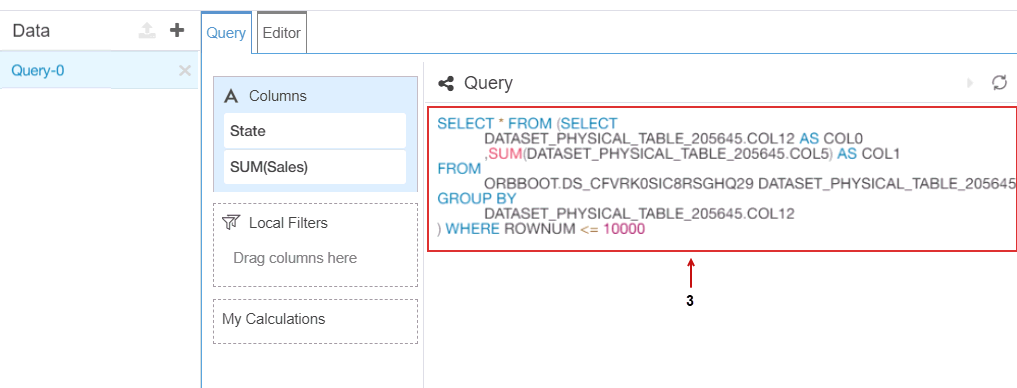 Data
Query-0
Query
Editor
Columns
State
SUM(Sales)
Local Filters
Drag columns here
My Calculations
Query
SELECT * FROM (SELECT
DATASET_PHYSICAL_TABLE_205645.COL12 AS COL0
,SUM(DATASET_PHYSICAL_TABLE_205645.COL5) AS COL1
FROM
ORBBOOT.DS_CFVRK0SIC8RSGHQ29 DATASET_PHYSICAL_TABLE_205645
GROUP BY
DATASET_PHYSICAL_TABLE_205645.COL12
) WHERE ROWNUM <= 10000
3